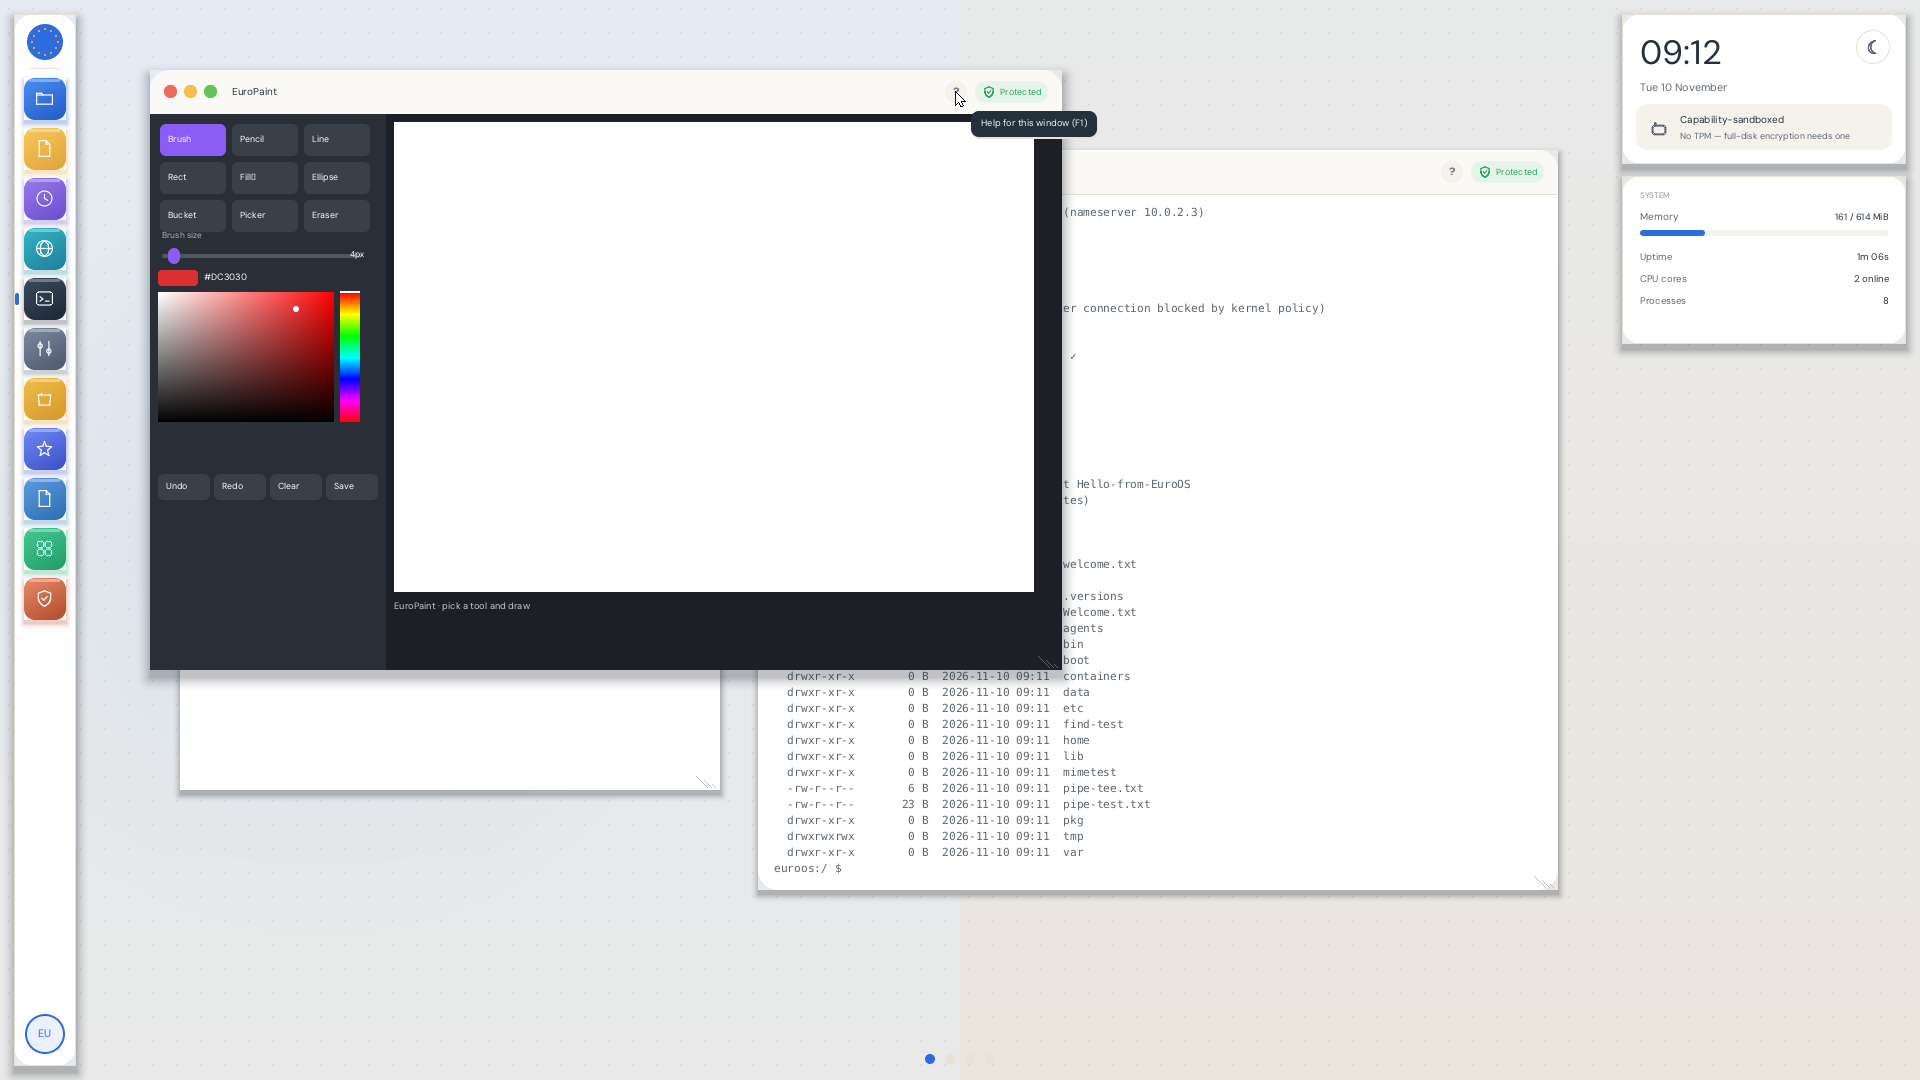 EuroPaint
?
Protected
Help for this window (F1)
Brush
Pencil
Line
Rect
Ellipse
Bucket
Picker
Eraser
Brush size
4px
#DC3030
Undo
Redo
Clear
Save
EuroPaint · pick a tool and draw
?
Protected
(nameserver 10.0.2.3)
er connection blocked by kernel policy)
✓
t Hello-from-EuroOS
tes)
welcome.txt
.versions
Welcome.txt
agents
bin
boot
drwxr-xr-x 0 B 2026-11-10 09:11 containers
drwxr-xr-x 0 B 2026-11-10 09:11 data
drwxr-xr-x 0 B 2026-11-10 09:11 etc
drwxr-xr-x 0 B 2026-11-10 09:11 find-test
drwxr-xr-x 0 B 2026-11-10 09:11 home
drwxr-xr-x 0 B 2026-11-10 09:11 lib
drwxr-xr-x 0 B 2026-11-10 09:11 mimetest
-rw-r--r-- 6 B 2026-11-10 09:11 pipe-tee.txt
-rw-r--r-- 23 B 2026-11-10 09:11 pipe-test.txt
drwxr-xr-x 0 B 2026-11-10 09:11 pkg
drwxrwxrwx 0 B 2026-11-10 09:11 tmp
drwxr-xr-x 0 B 2026-11-10 09:11 var
euroos:/ $
09:12
Tue 10 November
Capability-sandboxed
No TPM — full-disk encryption needs one
SYSTEM
Memory 161 / 614 MiB
Uptime 1m 06s
CPU cores 2 online
Processes 8
EU